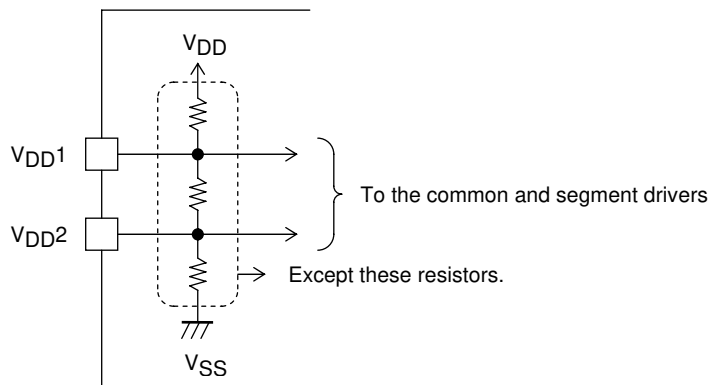 VDD
VDD1
To the common and segment drivers
VDD2
Except these resistors.
VSS